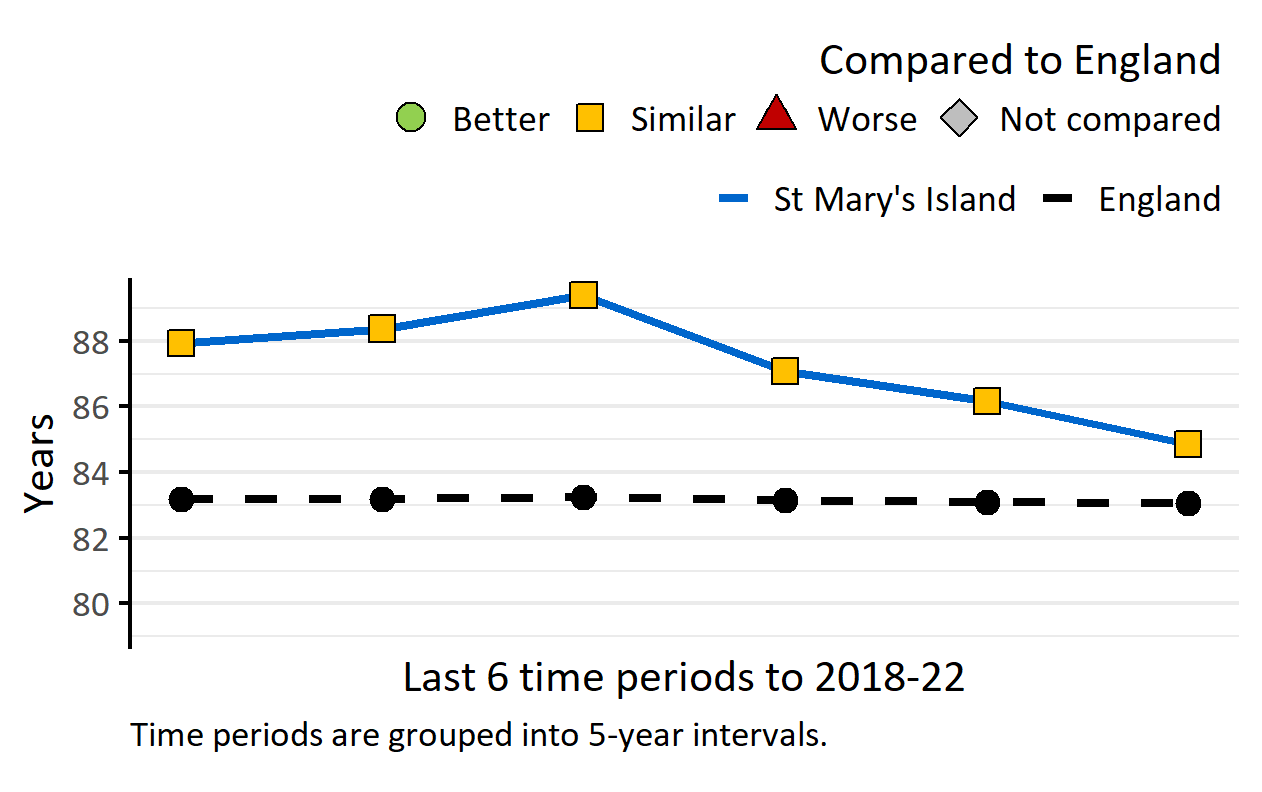 Compared to England
Better Similar Worse Not compared
St Mary's Island England
Years
88
86
84
82
80
Last 6 time periods to 2018-22
Time periods are grouped into 5-year intervals.